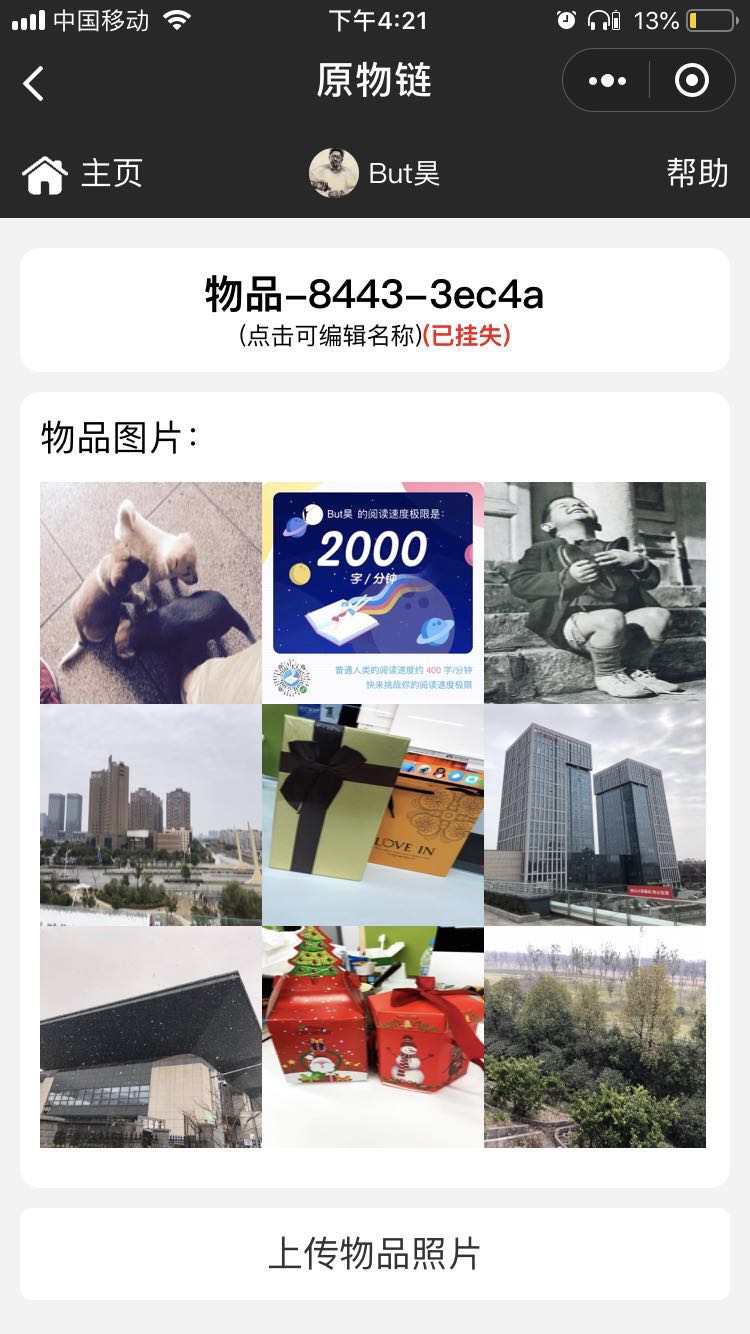 中国移动
下午4:21
13%
原物链
主页
But昊
帮助
物品-8443-3ec4a
(点击可编辑名称)(已挂失)
物品图片:
But昊 的阅读速度极限是:
2000
字/分钟
普通人类的阅读速度约 400 字/分钟
快来挑战你的阅读速度极限
LOVE IN
上传物品照片